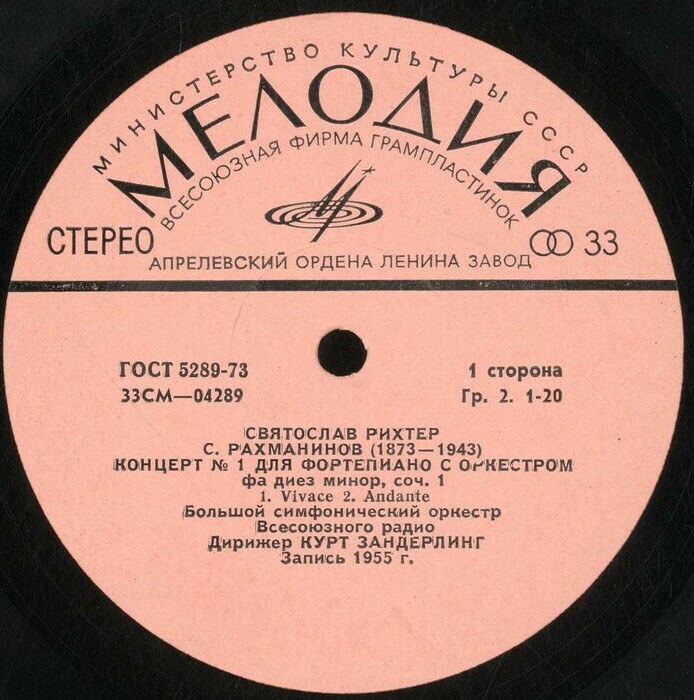 МИНИСТЕРСТВО КУЛЬТУРЫ СССР
МЕЛОДИЯ
ВСЕСОЮЗНАЯ ФИРМА ГРАМПЛАСТИНОК
СТЕРЕО
33
АПРЕЛЕВСКИЙ ОРДЕНА ЛЕНИНА ЗАВОД
ГОСТ 5289-73
1 сторона
33СМ—04289
Гр. 2. 1-20
СВЯТОСЛАВ РИХТЕР
С. РАХМАНИНОВ (1873—1943)
КОНЦЕРТ № 1 ДЛЯ ФОРТЕПИАНО С ОРКЕСТРОМ
фа диез минор, соч. 1
1. Vivace 2. Andante
Большой симфонический оркестр
Всесоюзного радио
Дирижер КУРТ ЗАНДЕРЛИНГ
Запись 1955 г.